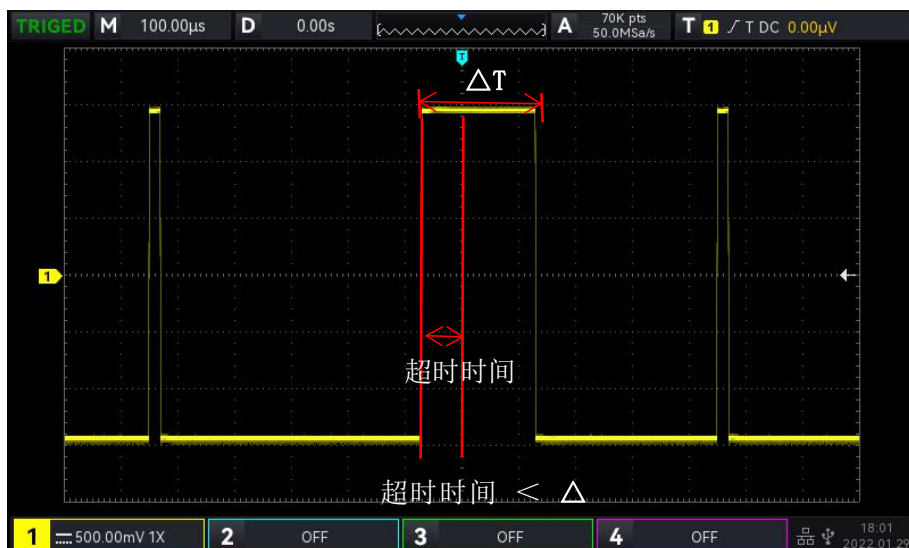 TRIGED M 100.00μs D 0.00s A 70K pts 50.0MSa/s T 1 T DC 0.00μV
T
△T
1
超时时间
超时时间 < △
1 500.00mV 1X 2 OFF 3 OFF 4 OFF 18:01 2022.01.29